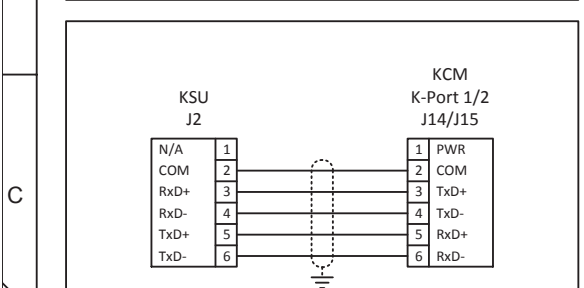 KCM
KSU K-Port 1/2
J2 J14/J15
N/A 1 1 PWR
COM 2 2 COM
RxD+ 3 3 TxD+
C
RxD- 4 4 TxD-
TxD+ 5 5 RxD+
TxD- 6 6 RxD-